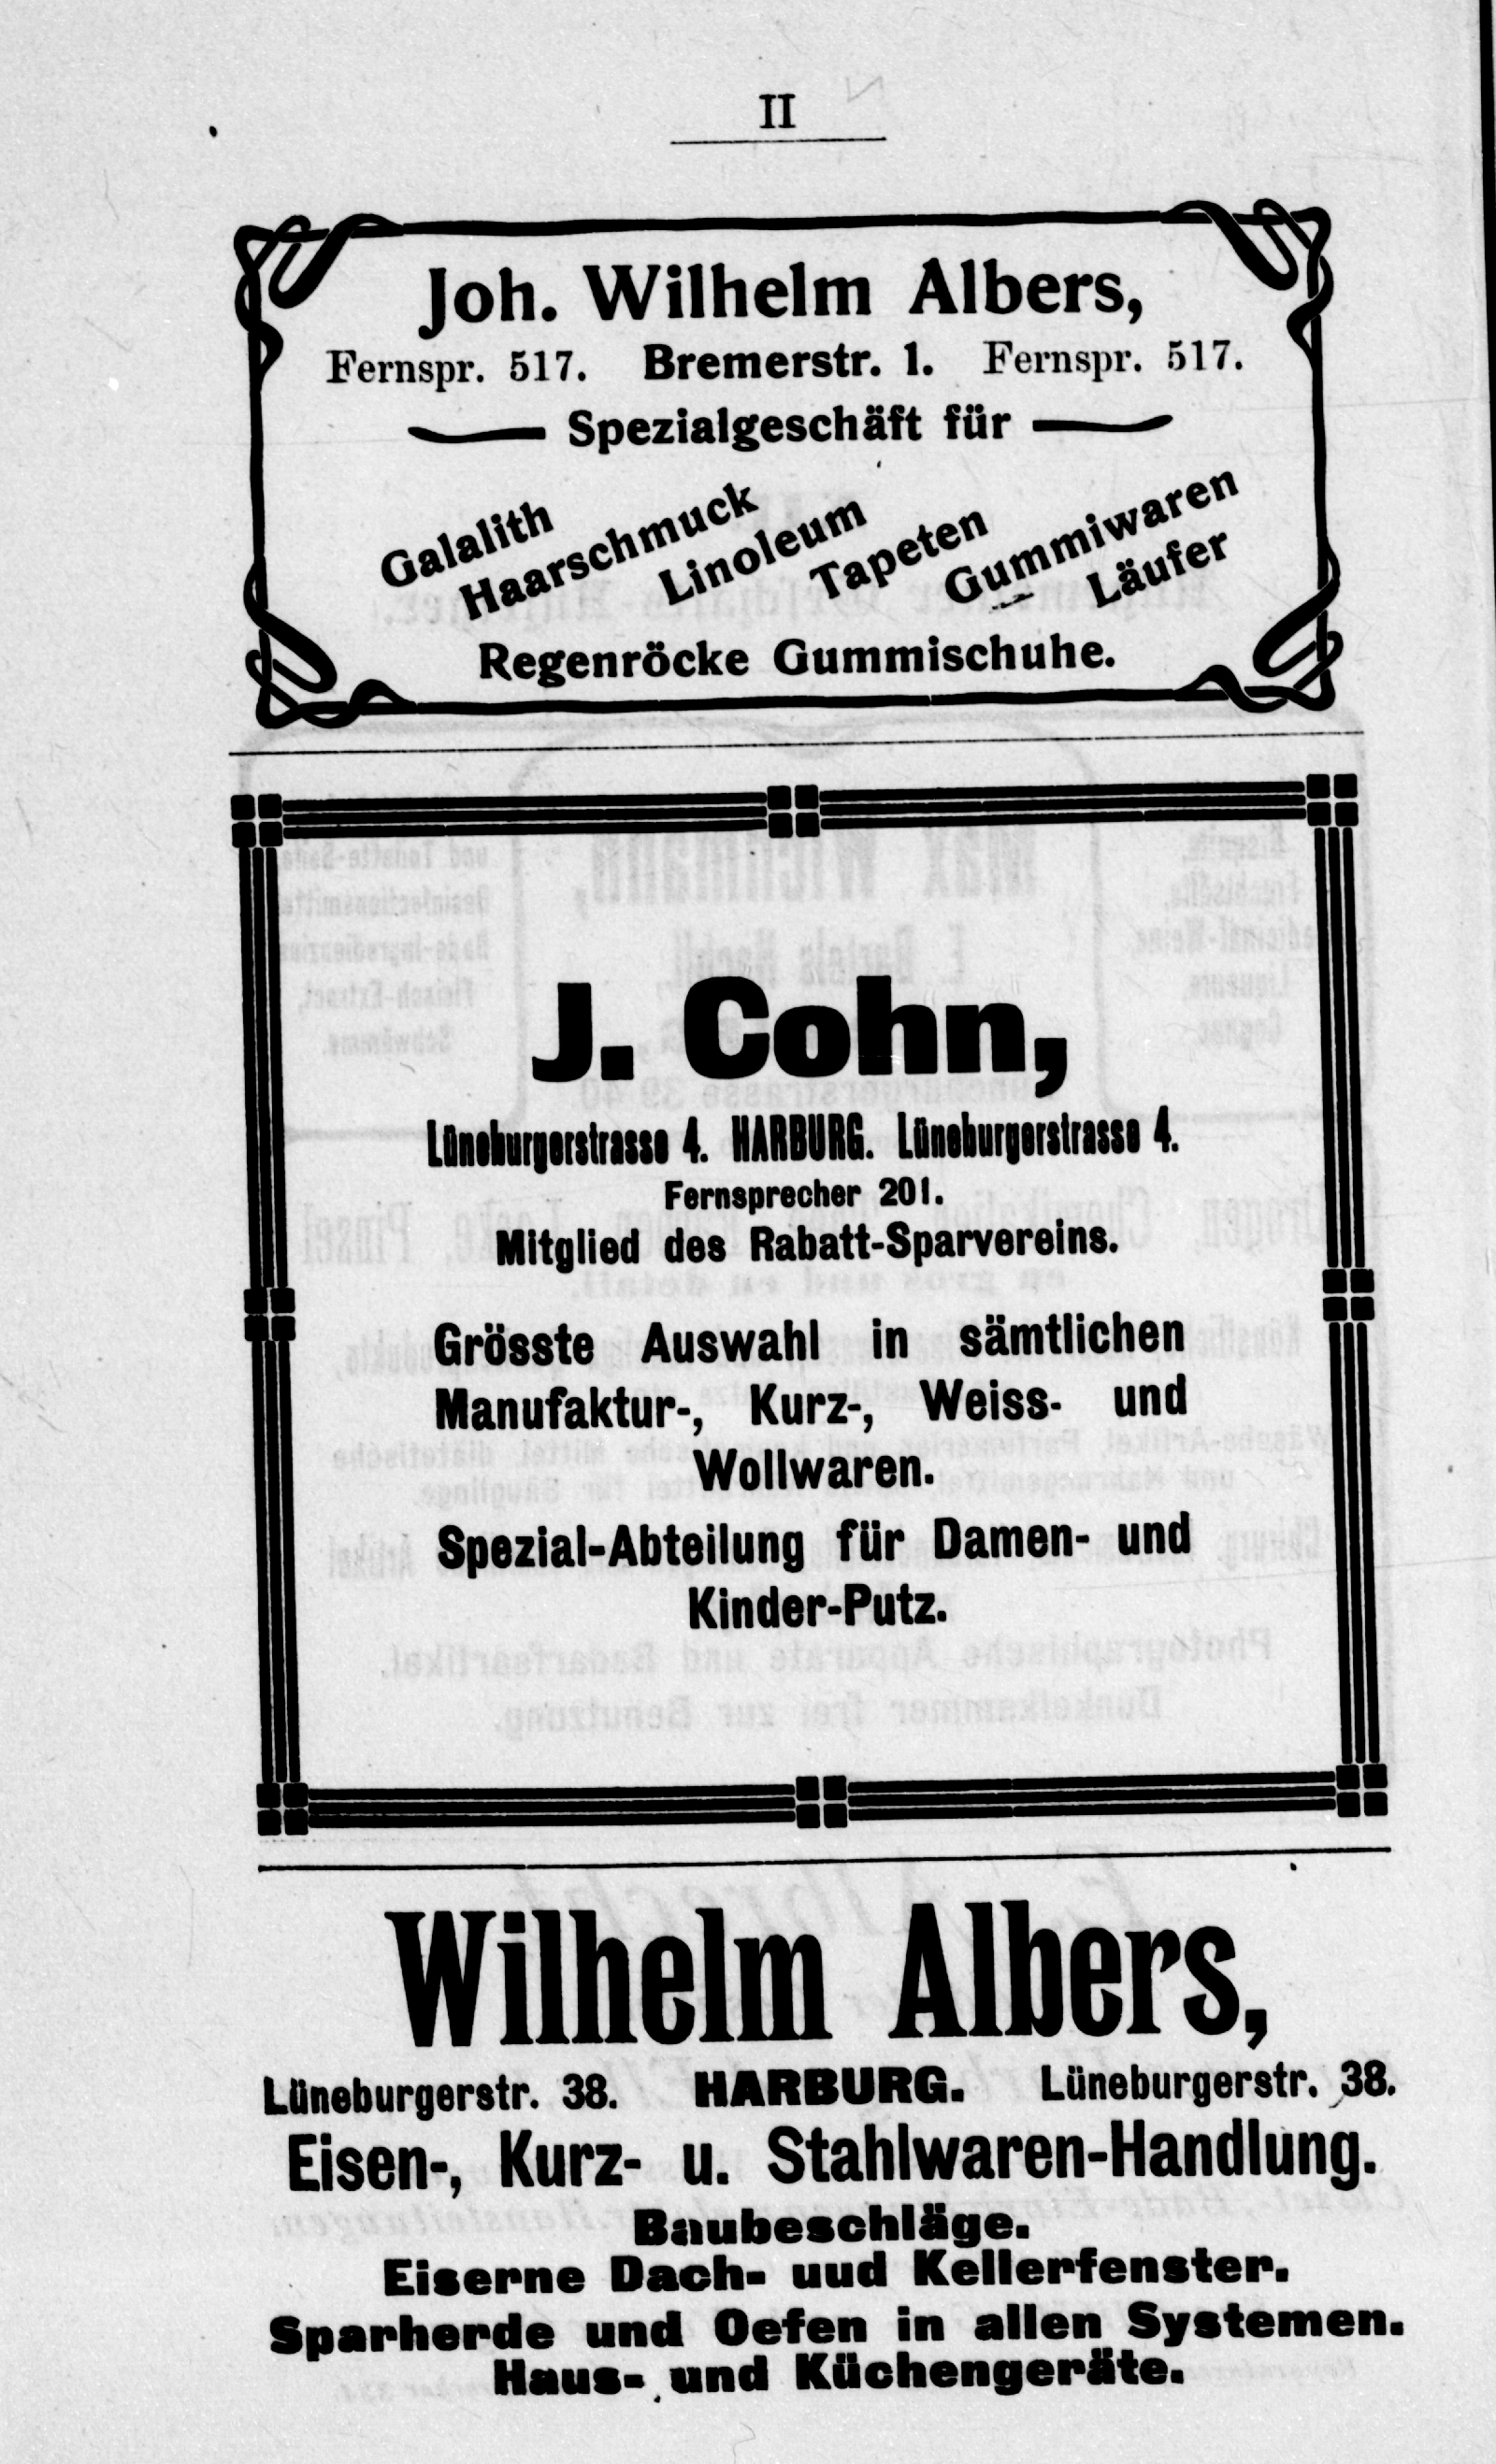 II
Joh. Wilhelm Albers,
Fernspr. 517. Bremerstr. 1. Fernspr. 517.
Spezialgeschäft für
Galalith
Haarschmuck
Linoleum
Tapeten
Gummiwaren
Läufer
Regenröcke Gummischuhe.
J. Cohn,
Lüneburgerstrasse 4. HARBURG. Lüneburgerstrasse 4.
Fernsprecher 201.
Mitglied des Rabatt-Sparvereins.
Grösste Auswahl in sämtlichen
Manufaktur-, Kurz-, Weiss- und
Wollwaren.
Spezial-Abteilung für Damen- und
Kinder-Putz.
Wilhelm Albers,
Lüneburgerstr. 38. HARBURG. Lüneburgerstr. 38.
Eisen-, Kurz- u. Stahlwaren-Handlung.
Baubeschläge.
Eiserne Dach- uud Kellerfenster.
Sparherde und Oefen in allen Systemen.
Haus- und Küchengeräte.